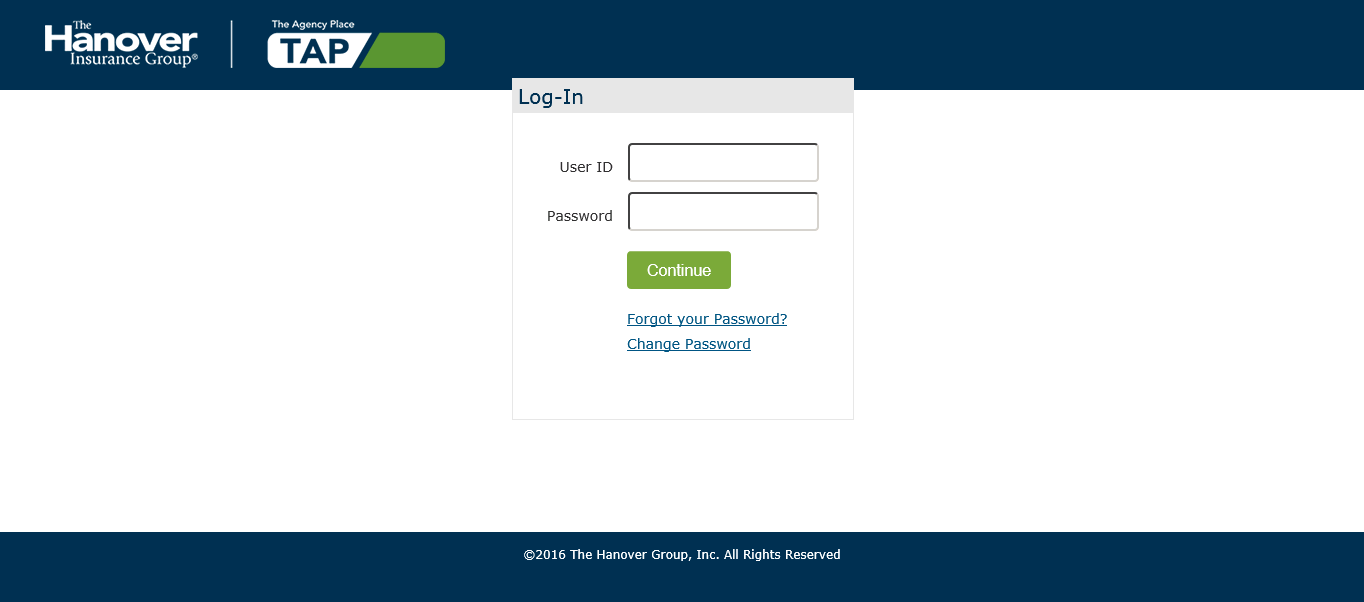 The
Hanover
Insurance Group®
The Agency Place
TAP
Log-In
User ID
Password
Continue
Forgot your Password?
Change Password
©2016 The Hanover Group, Inc. All Rights Reserved